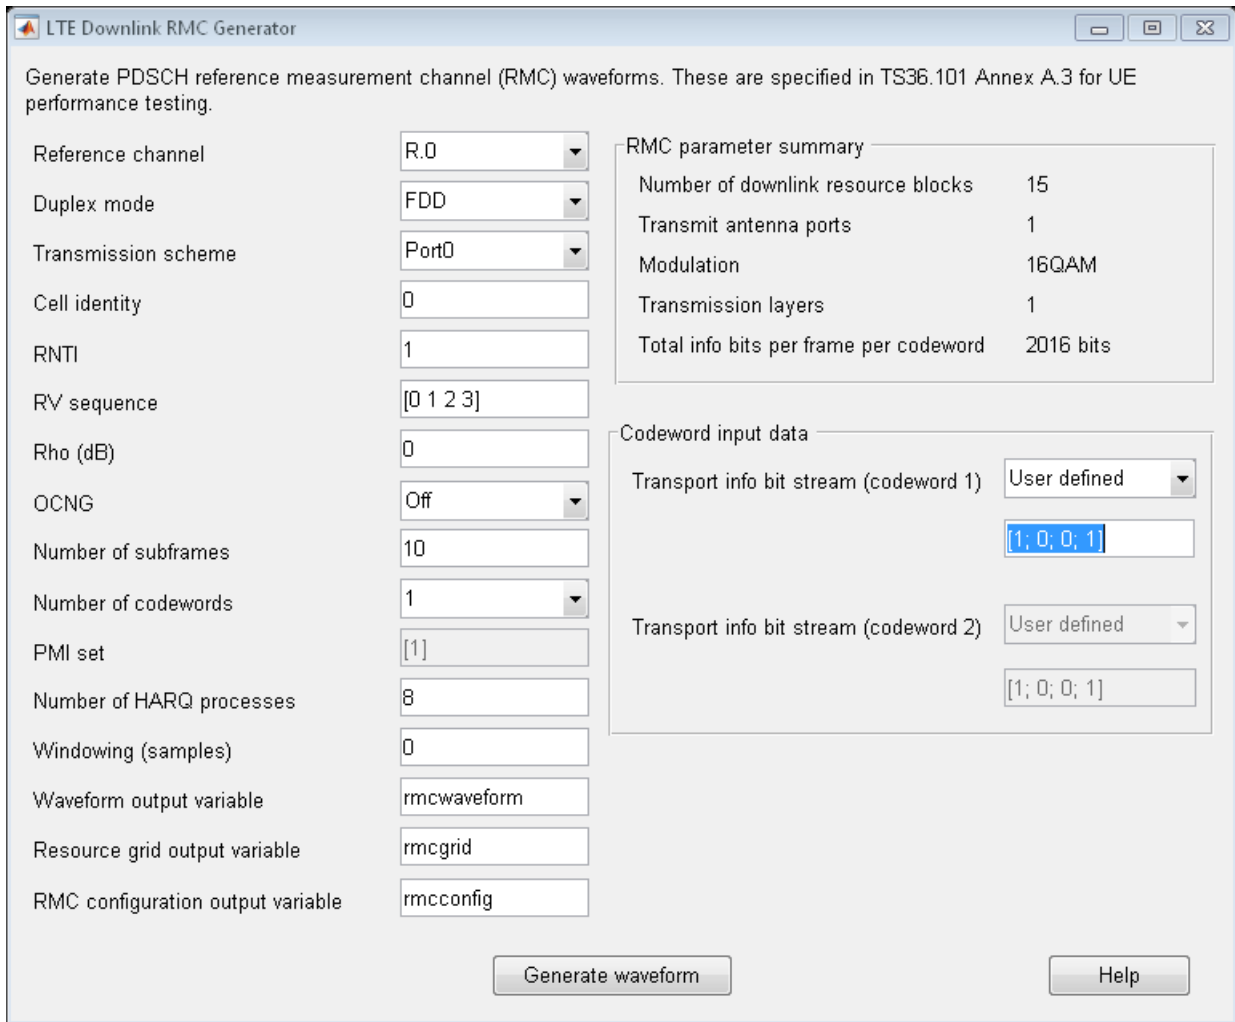 LTE Downlink RMC Generator
Generate PDSCH reference measurement channel (RMC) waveforms. These are specified in TS36.101 Annex A.3 for UE
performance testing.
Reference channel R.0
Duplex mode FDD
Transmission scheme Port0
Cell identity 0
RNTI 1
RV sequence [0 1 2 3]
Rho (dB) 0
OCNG Off
Number of subframes 10
Number of codewords 1
PMI set [1]
Number of HARQ processes 8
Windowing (samples) 0
Waveform output variable rmcwaveform
Resource grid output variable rmcgrid
RMC configuration output variable rmcconfig
RMC parameter summary
Number of downlink resource blocks 15
Transmit antenna ports 1
Modulation 16QAM
Transmission layers 1
Total info bits per frame per codeword 2016 bits
Codeword input data
Transport info bit stream (codeword 1) User defined
[1; 0; 0; 1]
Transport info bit stream (codeword 2) User defined
[1; 0; 0; 1]
Generate waveform
Help